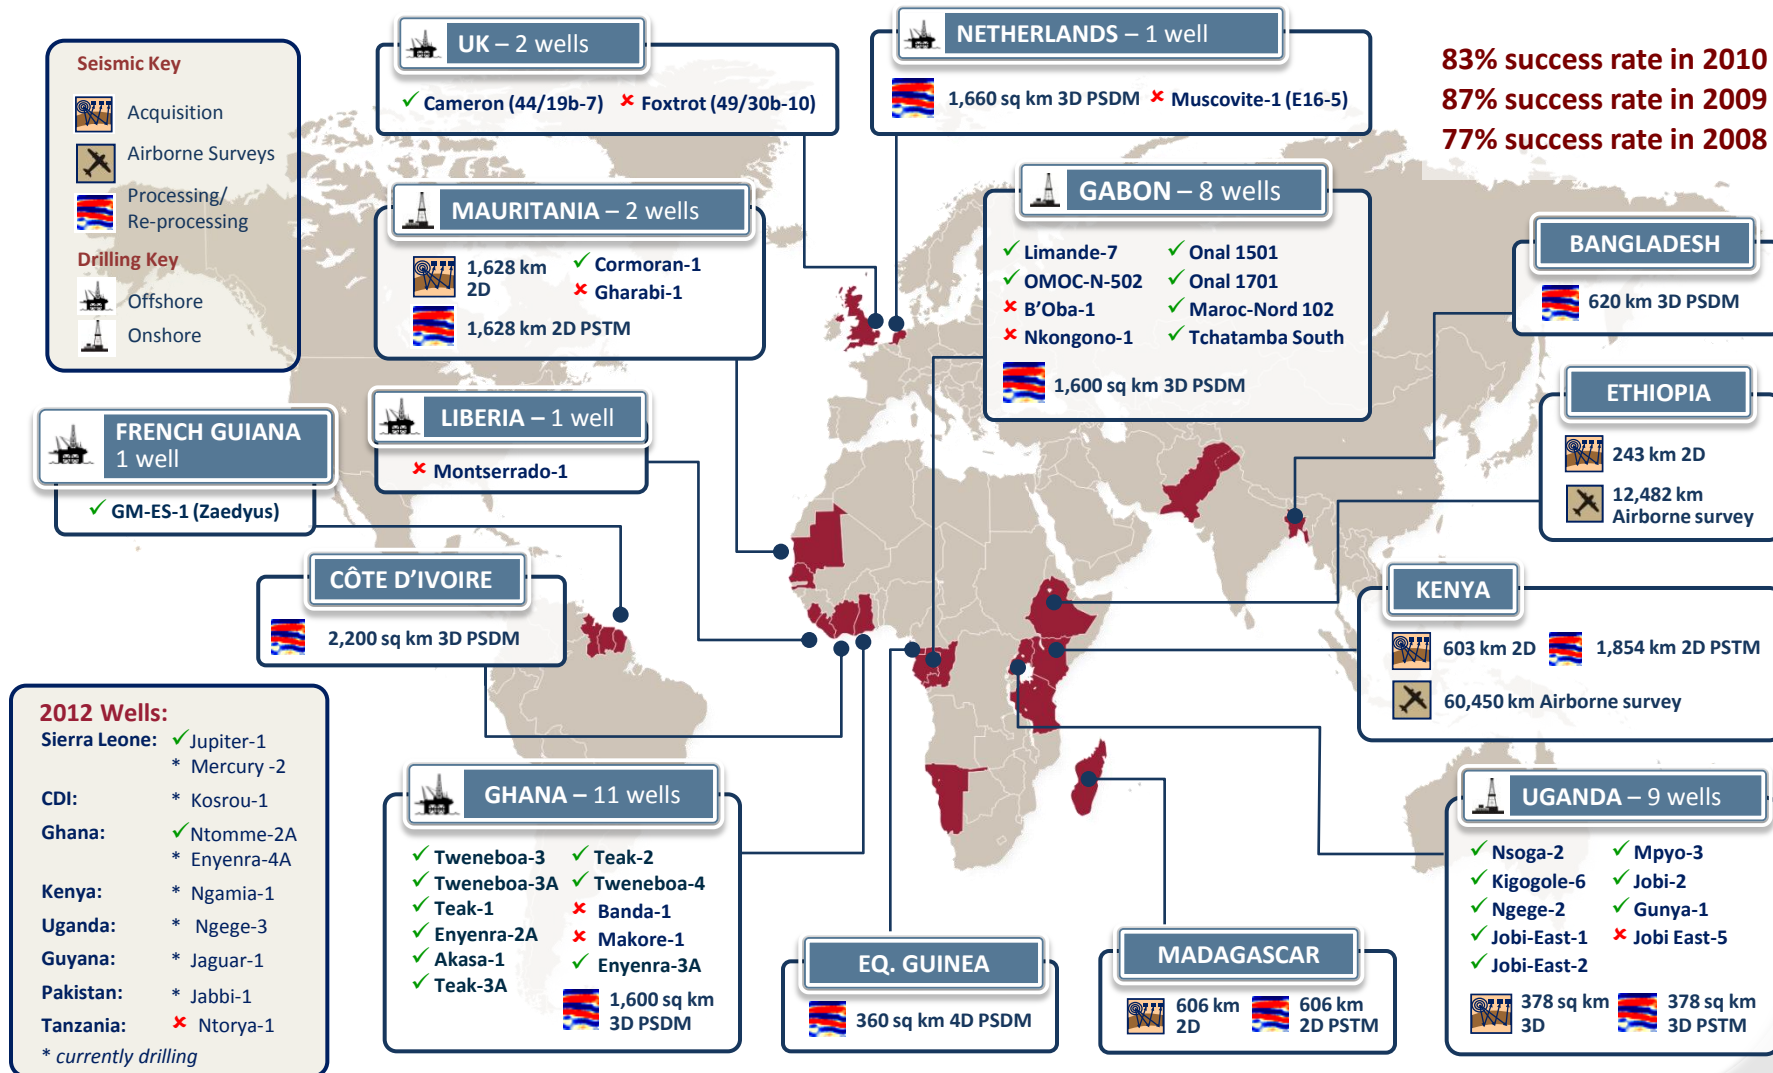 Seismic Key
Acquisition
Airborne Surveys
Processing/
Re-processing
Drilling Key
Offshore
Onshore
UK – 2 wells
✓ Cameron (44/19b-7) ✗ Foxtrot (49/30b-10)
NETHERLANDS – 1 well
1,660 sq km 3D PSDM ✗ Muscovite-1 (E16-5)
83% success rate in 2010
87% success rate in 2009
77% success rate in 2008
MAURITANIA – 2 wells
1,628 km
2D
✓ Cormoran-1
✗ Gharabi-1
1,628 km 2D PSTM
GABON – 8 wells
✓ Limande-7
✓ OMOC-N-502
✗ B'Oba-1
✗ Nkongono-1
✓ Onal 1501
✓ Onal 1701
✓ Maroc-Nord 102
✓ Tchatamba South
1,600 sq km 3D PSDM
BANGLADESH
620 km 3D PSDM
ETHIOPIA
243 km 2D
12,482 km
Airborne survey
FRENCH GUIANA
1 well
✓ GM-ES-1 (Zaedyus)
LIBERIA – 1 well
✗ Montserrado-1
CÔTE D'IVOIRE
2,200 sq km 3D PSDM
KENYA
603 km 2D
1,854 km 2D PSTM
60,450 km Airborne survey
2012 Wells:
Sierra Leone: ✓ Jupiter-1
* Mercury -2
CDI: * Kosrou-1
Ghana: ✓ Ntomme-2A
* Enyenra-4A
Kenya: * Ngamia-1
Uganda: * Ngege-3
Guyana: * Jaguar-1
Pakistan: * Jabbi-1
Tanzania: ✗ Ntorya-1
* currently drilling
GHANA – 11 wells
✓ Tweneboa-3
✓ Tweneboa-3A
✓ Teak-1
✓ Enyenra-2A
✓ Akasa-1
✓ Teak-3A
✓ Teak-2
✓ Tweneboa-4
✗ Banda-1
✗ Makore-1
✓ Enyenra-3A
1,600 sq km
3D PSDM
EQ. GUINEA
360 sq km 4D PSDM
MADAGASCAR
606 km
2D
606 km
2D PSTM
UGANDA – 9 wells
✓ Nsoga-2
✓ Kigogole-6
✓ Ngege-2
✓ Jobi-East-1
✓ Jobi-East-2
✓ Mpyo-3
✓ Jobi-2
✓ Gunya-1
✗ Jobi East-5
378 sq km
3D
378 sq km
3D PSTM